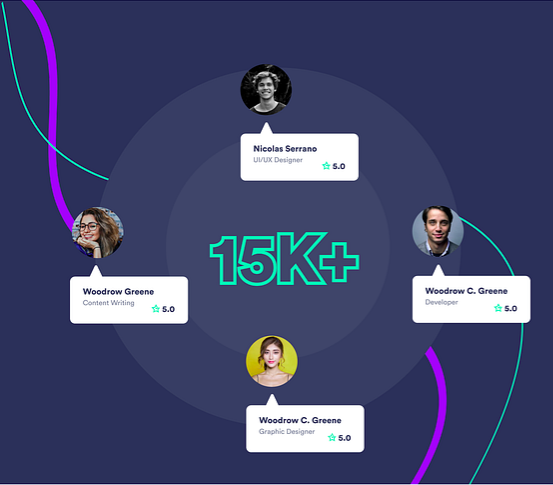 Nicolas Serrano
UI/UX Designer
5.0
15K+
Woodrow Greene
Content Writing
5.0
Woodrow C. Greene
Developer
5.0
Woodrow C. Greene
Graphic Designer
5.0